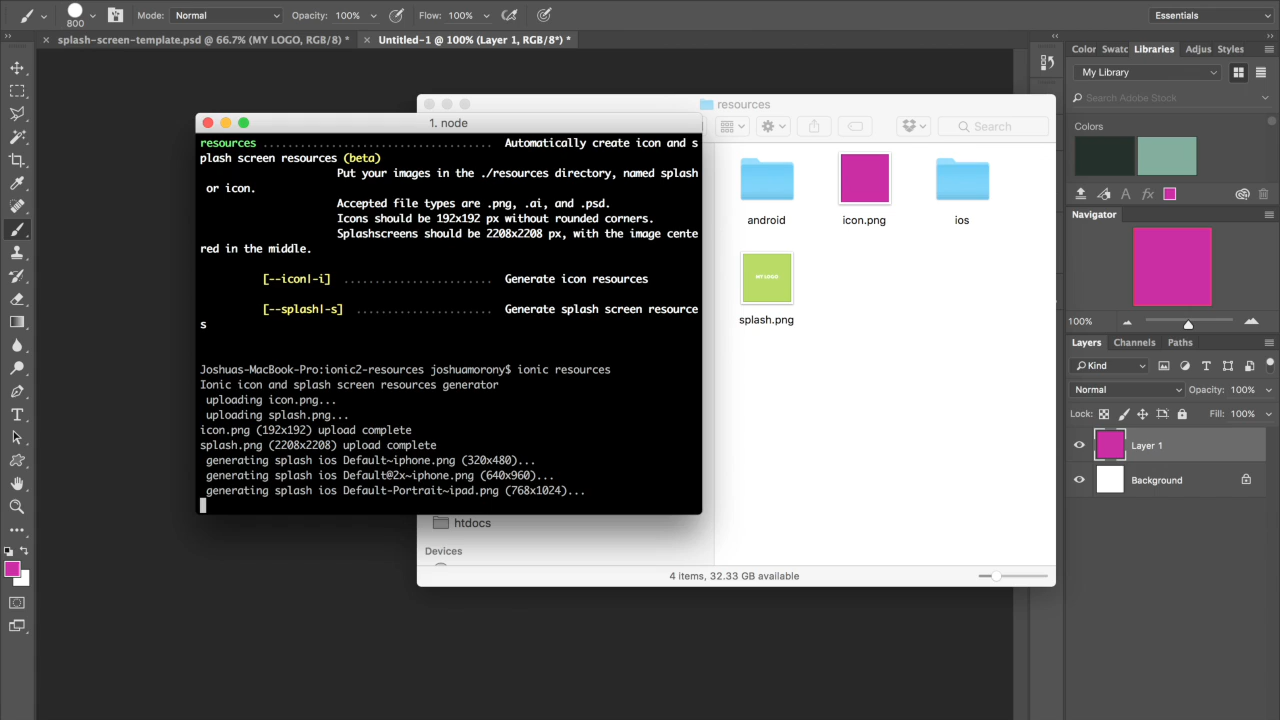 800
Mode: Normal
Opacity: 100%
Flow: 100%
Essentials
splash-screen-template.psd @ 66.7% (MY LOGO, RGB/8) *
Untitled-1 @ 100% (Layer 1, RGB/8*) *
resources
Search
android
icon.png
ios
MY LOGO
splash.png
htdocs
Devices
4 items, 32.33 GB available
1. node
resources ..................................... Automatically create icon and s
plash screen resources (beta)
Put your images in the ./resources directory, named splash
or icon.
Accepted file types are .png, .ai, and .psd.
Icons should be 192x192 px without rounded corners.
Splashscreens should be 2208x2208 px, with the image cente
red in the middle.
[--icon|-i] ........................ Generate icon resources
[--splash|-s] ...................... Generate splash screen resource
s
Joshuas-MacBook-Pro:ionic2-resources joshuamorony$ ionic resources
Ionic icon and splash screen resources generator
uploading icon.png...
uploading splash.png...
icon.png (192x192) upload complete
splash.png (2208x2208) upload complete
generating splash ios Default~iphone.png (320x480)...
generating splash ios Default@2x~iphone.png (640x960)...
generating splash ios Default-Portrait~ipad.png (768x1024)...
Color Swatc Libraries Adjus Styles
My Library
Search Adobe Stock
Colors
Navigator
100%
Layers Channels Paths
Kind
Normal
Opacity: 100%
Lock:
Fill: 100%
Layer 1
Background